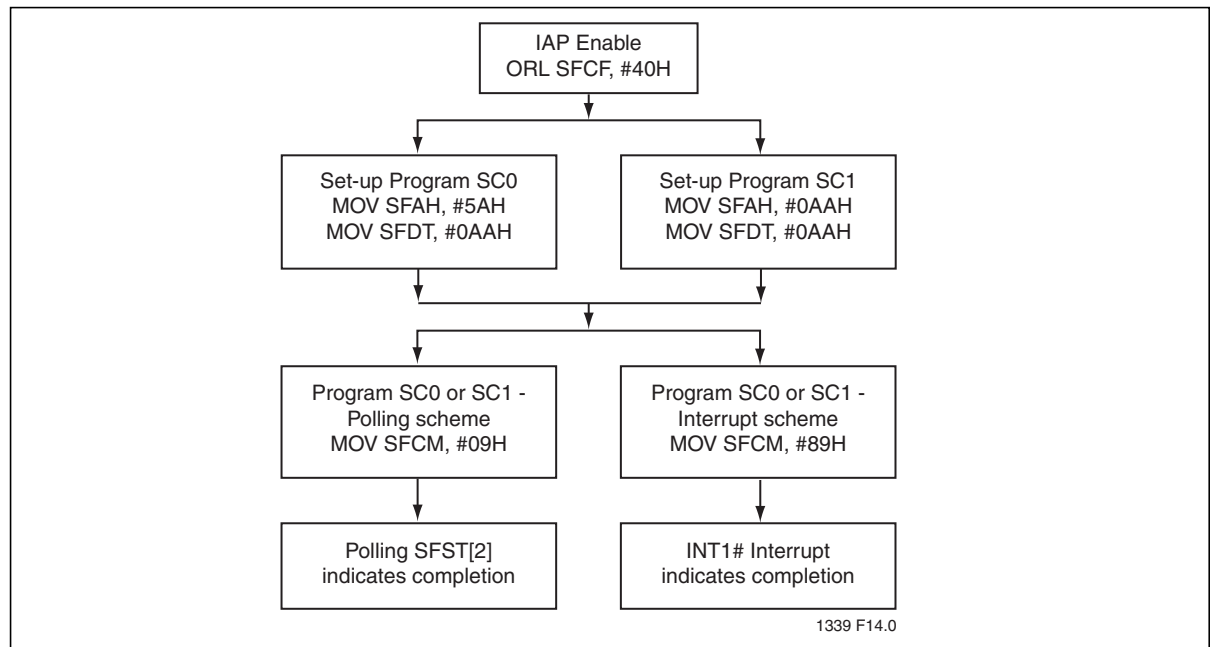 IAP Enable
ORL SFCF, #40H
Set-up Program SC0
MOV SFAH, #5AH
MOV SFDT, #0AAH
Set-up Program SC1
MOV SFAH, #0AAH
MOV SFDT, #0AAH
Program SC0 or SC1 -
Polling scheme
MOV SFCM, #09H
Program SC0 or SC1 -
Interrupt scheme
MOV SFCM, #89H
Polling SFST[2]
indicates completion
INT1# Interrupt
indicates completion
1339 F14.0